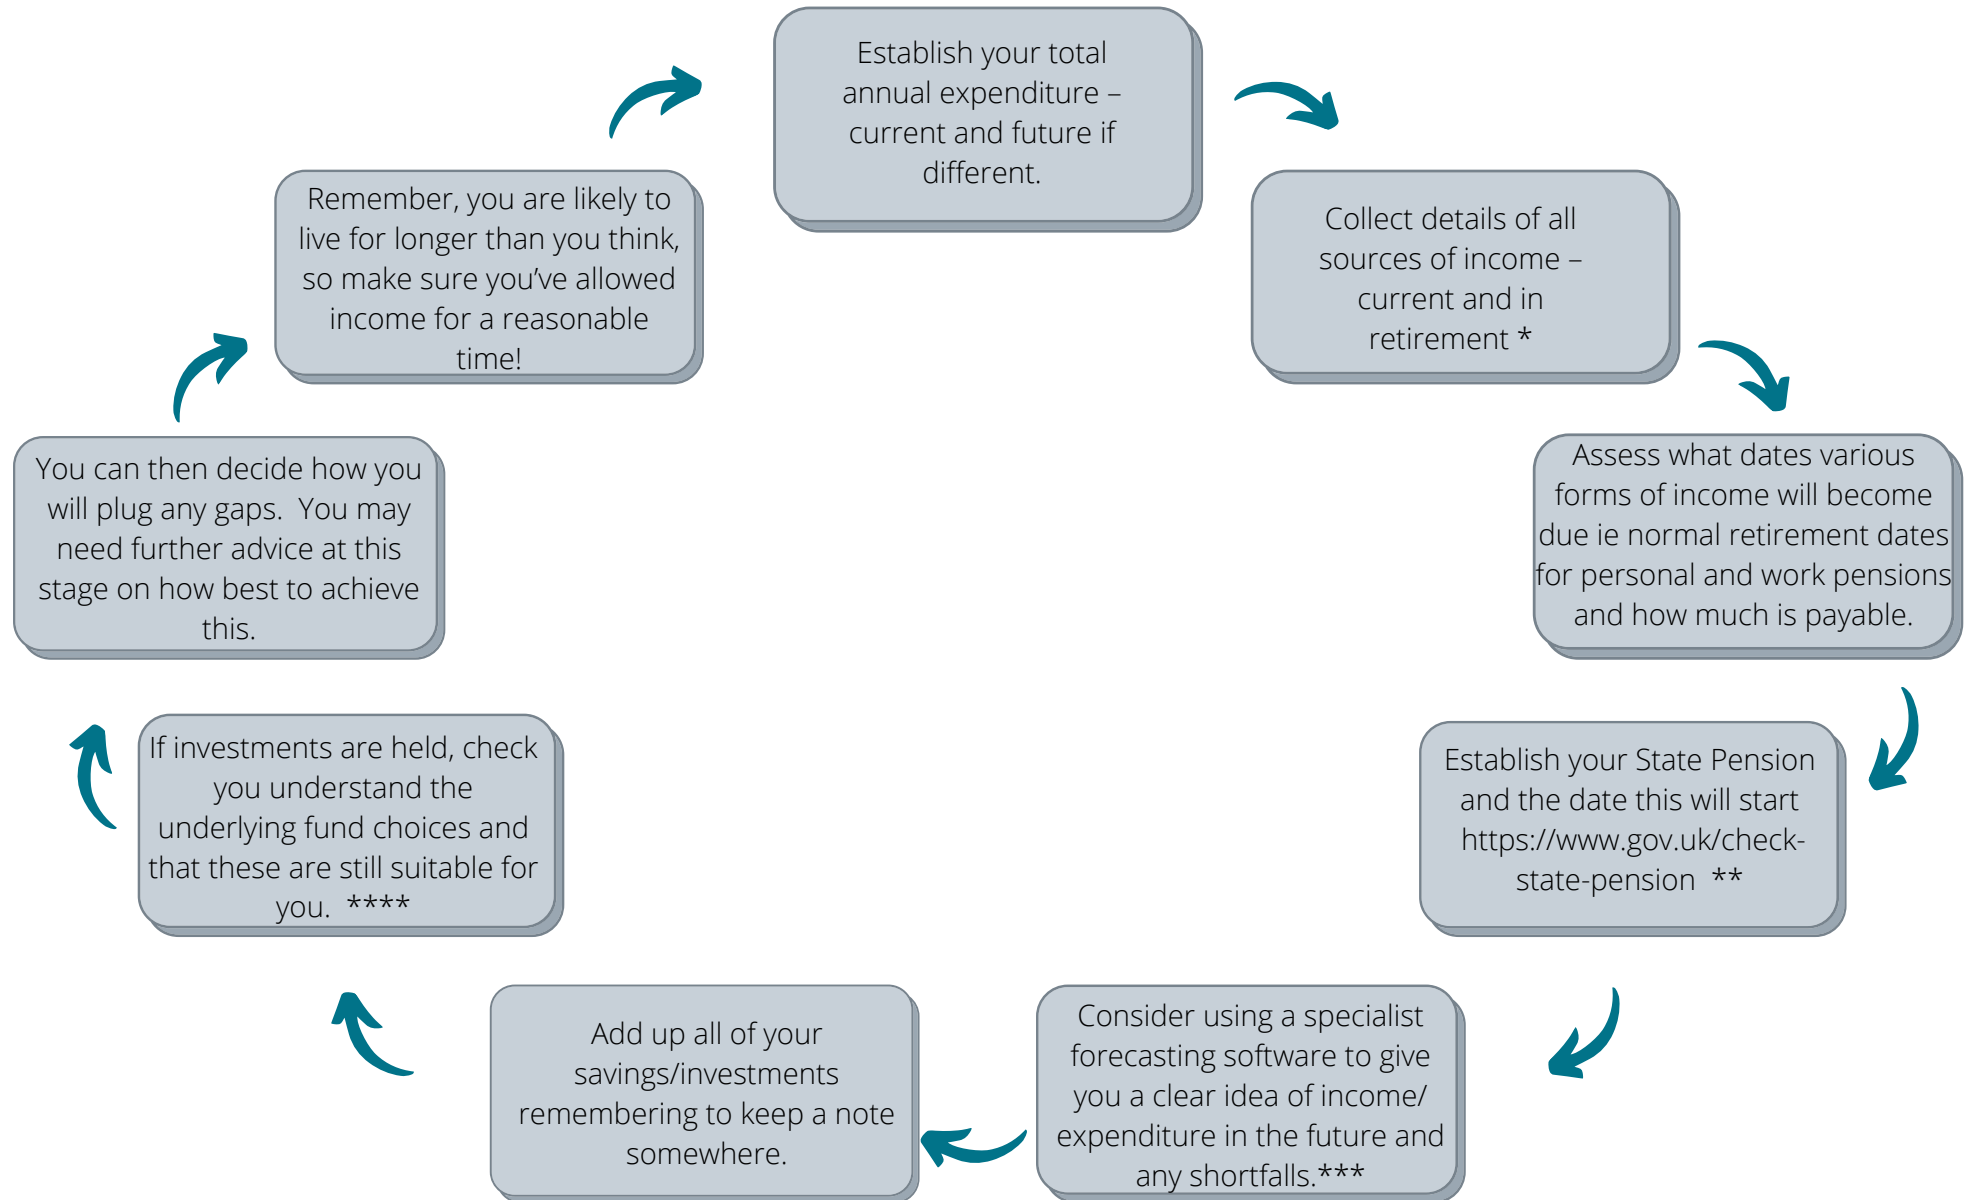 Establish your total
annual expenditure –
current and future if
different.
Collect details of all
sources of income –
current and in
retirement *
Assess what dates various
forms of income will become
due ie normal retirement dates
for personal and work pensions
and how much is payable.
Establish your State Pension
and the date this will start
https://www.gov.uk/check-
state-pension **
Consider using a specialist
forecasting software to give
you a clear idea of income/
expenditure in the future and
any shortfalls.***
Add up all of your
savings/investments
remembering to keep a note
somewhere.
If investments are held, check
you understand the
underlying fund choices and
that these are still suitable for
you. ****
You can then decide how you
will plug any gaps. You may
need further advice at this
stage on how best to achieve
this.
Remember, you are likely to
live for longer than you think,
so make sure you’ve allowed
income for a reasonable
time!